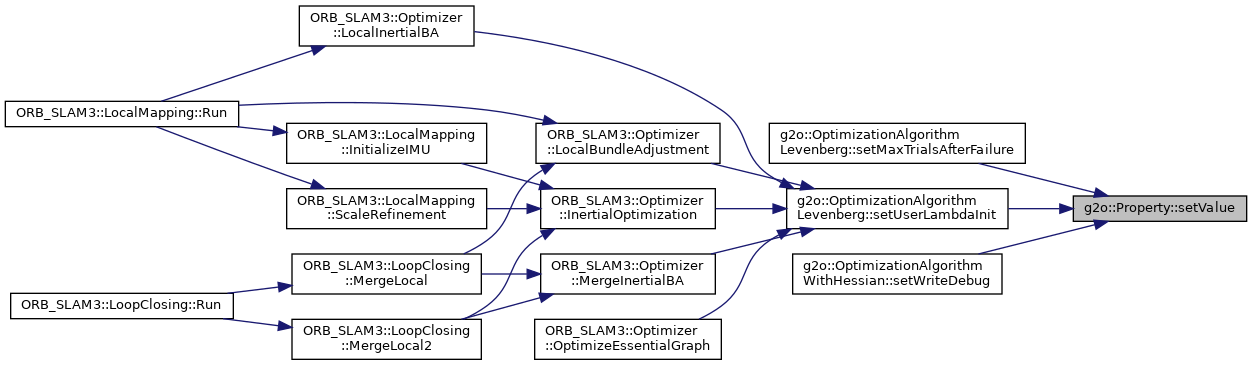 ORB_SLAM3::Optimizer
::LocalInertialBA
ORB_SLAM3::LocalMapping::Run
ORB_SLAM3::LocalMapping
::InitializeIMU
ORB_SLAM3::Optimizer
::LocalBundleAdjustment
g2o::OptimizationAlgorithm
Levenberg::setMaxTrialsAfterFailure
ORB_SLAM3::LocalMapping
::ScaleRefinement
ORB_SLAM3::Optimizer
::InertialOptimization
g2o::OptimizationAlgorithm
Levenberg::setUserLambdaInit
g2o::Property::setValue
ORB_SLAM3::LoopClosing
::MergeLocal
ORB_SLAM3::Optimizer
::MergeInertialBA
g2o::OptimizationAlgorithm
WithHessian::setWriteDebug
ORB_SLAM3::LoopClosing::Run
ORB_SLAM3::LoopClosing
::MergeLocal2
ORB_SLAM3::Optimizer
::OptimizeEssentialGraph